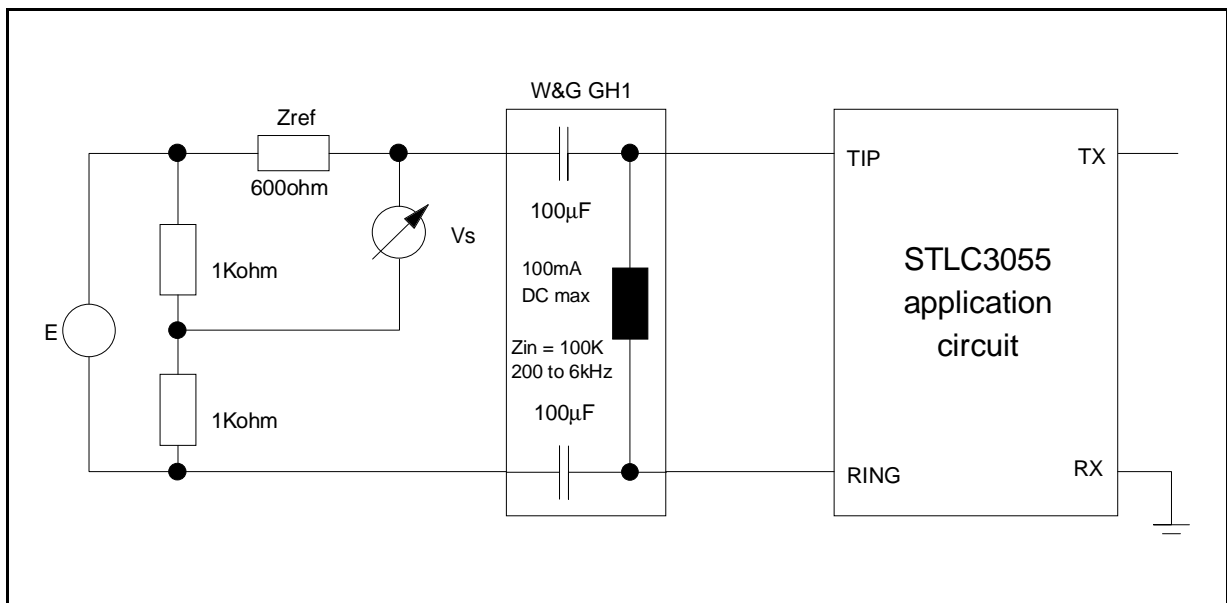 W&G GH1
Zref
600ohm
TIP
TX
100μF
Vs
1Kohm
100mA
DC max
STLC3055
application
circuit
E
Zin = 100K
200 to 6kHz
1Kohm
100μF
RING
RX